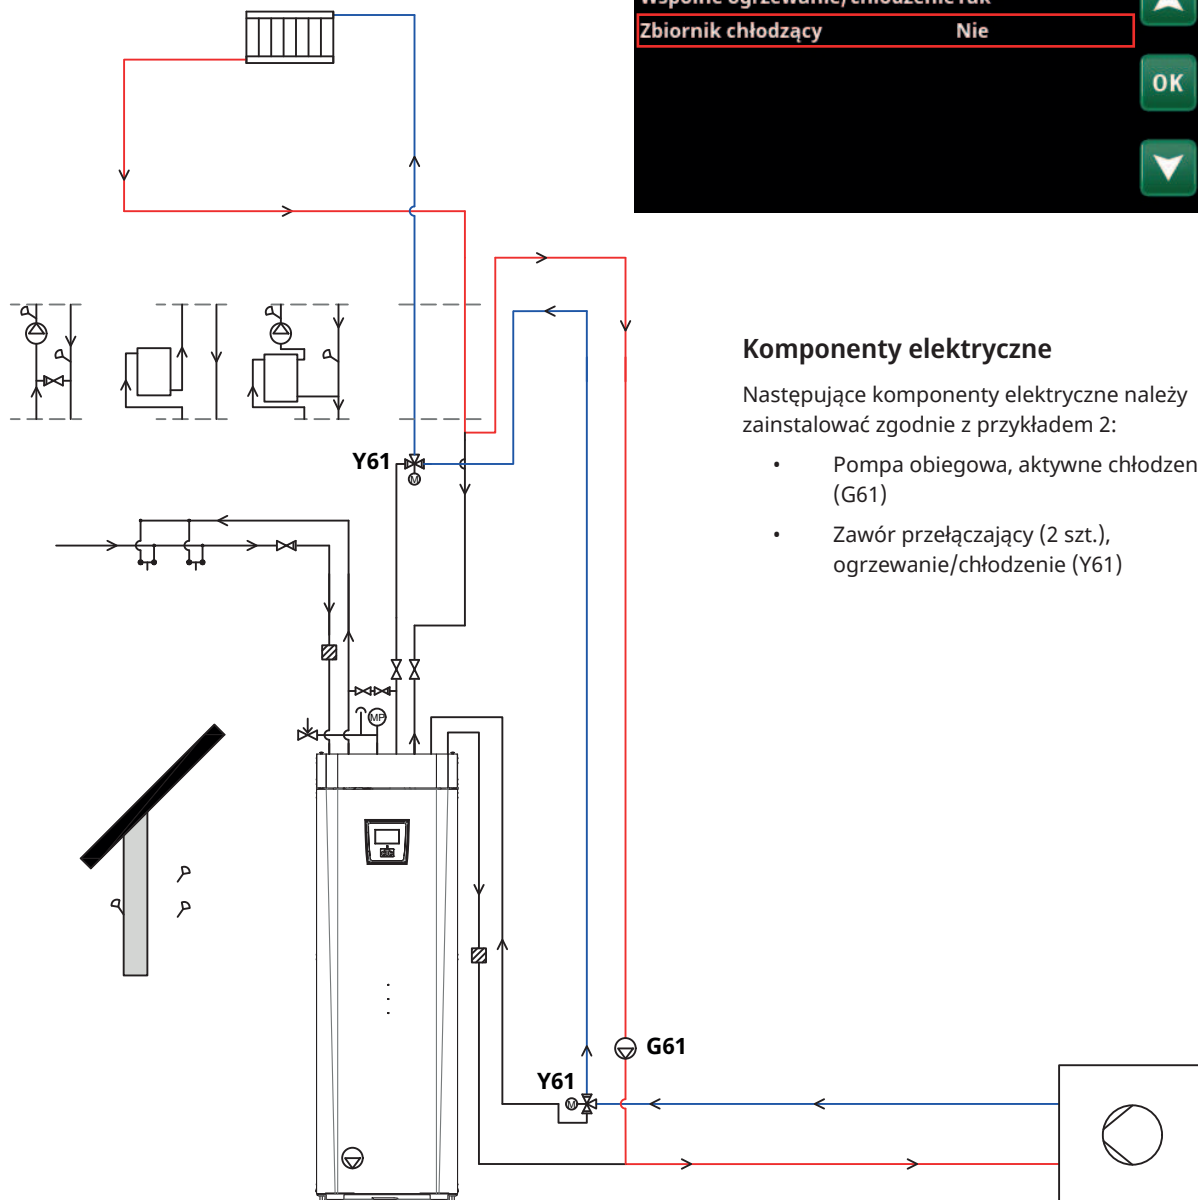 Zbiornik chłodzący Nie
OK
Komponenty elektryczne
Następujące komponenty elektryczne należy
zainstalować zgodnie z przykładem 2:
• Pompa obiegowa, aktywne chłodzen
(G61)
• Zawór przełączający (2 szt.),
ogrzewanie/chłodzenie (Y61)
Y61
M
MP
G61
Y61
M